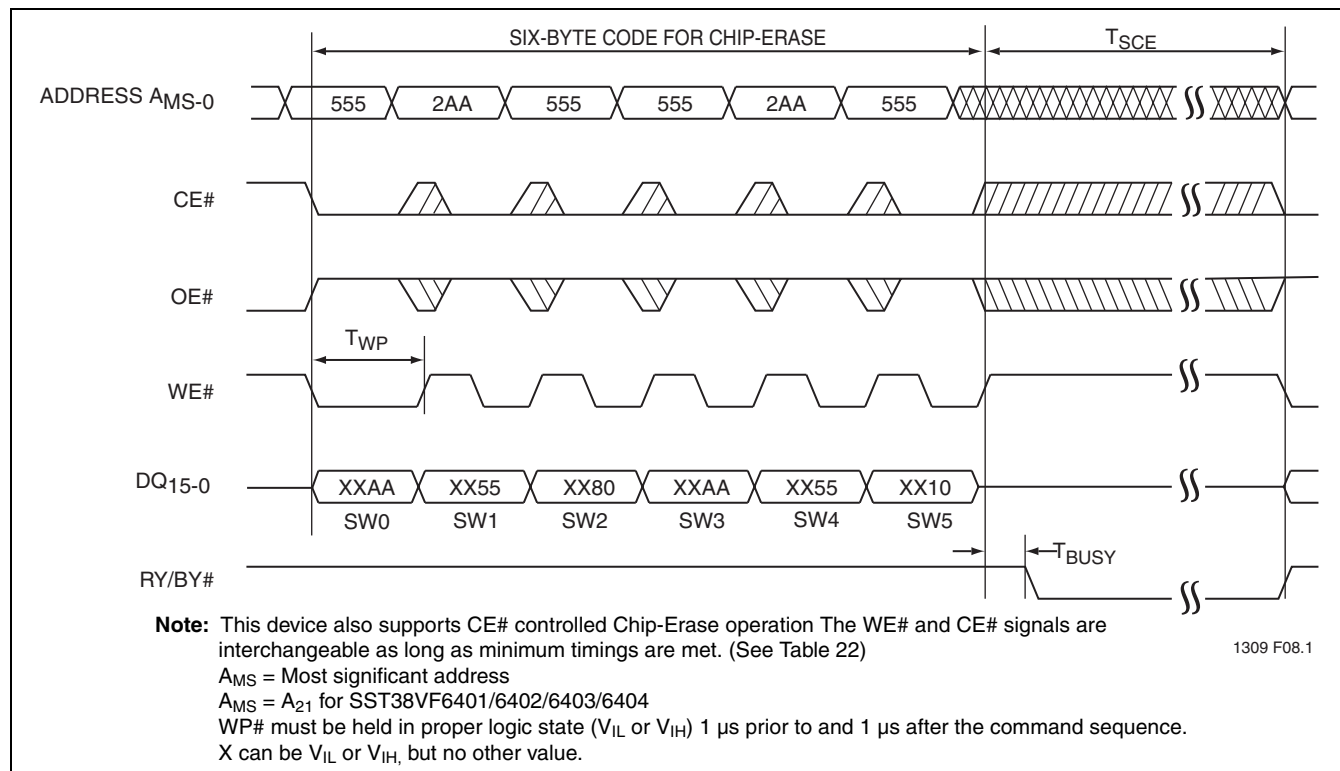 SIX-BYTE CODE FOR CHIP-ERASE TSCE
ADDRESS AMS-0 555 2AA 555 555 2AA 555
CE#
OE#
TWP
WE#
DQ15-0 XXAA XX55 XX80 XXAA XX55 XX10
SW0 SW1 SW2 SW3 SW4 SW5
TBUSY
RY/BY#
Note: This device also supports CE# controlled Chip-Erase operation The WE# and CE# signals are
interchangeable as long as minimum timings are met. (See Table 22)
1309 F08.1
AMS = Most significant address
AMS = A21 for SST38VF6401/6402/6403/6404
WP# must be held in proper logic state (VIL or VIH) 1 µs prior to and 1 µs after the command sequence.
X can be VIL or VIH, but no other value.